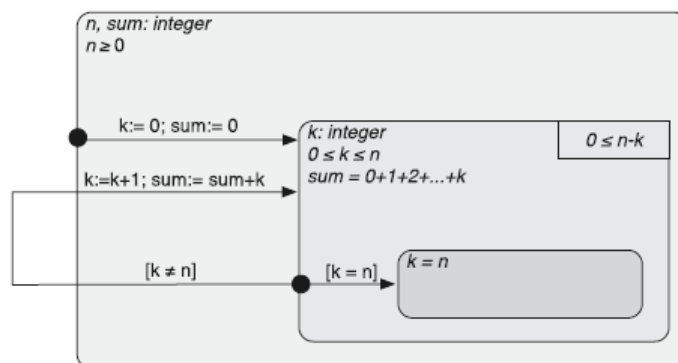 n, sum: integer
n ≥ 0
k:= 0; sum:= 0
k: integer
0 ≤ k ≤ n
sum = 0+1+2+...+k
0 ≤ n-k
k:=k+1; sum:= sum+k
[k ≠ n]
[k = n]
k = n